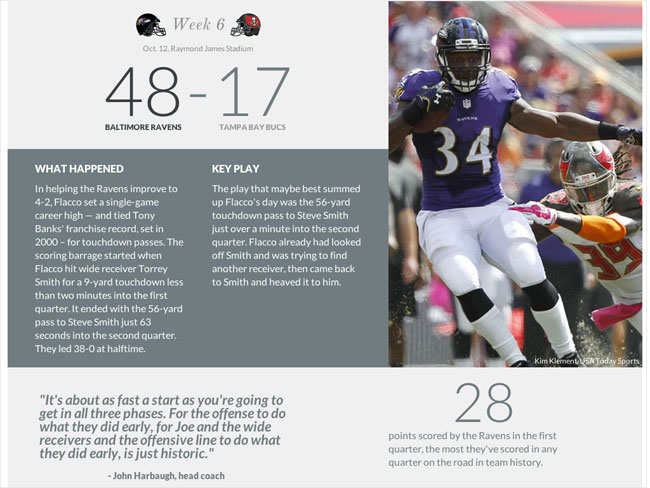 Week 6
Oct. 12, Raymond James Stadium
48 - 17
BALTIMORE RAVENS
TAMPA BAY BUCS
WHAT HAPPENED
In helping the Ravens improve to
4-2, Flacco set a single-game
career high — and tied Tony
Banks' franchise record, set in
2000 – for touchdown passes. The
scoring barrage started when
Flacco hit wide receiver Torrey
Smith for a 9-yard touchdown less
than two minutes into the first
quarter. It ended with the 56-yard
pass to Steve Smith just 63
seconds into the second quarter.
They led 38-0 at halftime.
KEY PLAY
The play that maybe best summed
up Flacco's day was the 56-yard
touchdown pass to Steve Smith
just over a minute into the second
quarter. Flacco already had looked
off Smith and was trying to find
another receiver, then came back
to Smith and heaved it to him.
RAVENS
34
39
Kim Klement/USA Today Sports
"It's about as fast a start as you're going to
get in all three phases. For the offense to do
what they did early, for Joe and the wide
receivers and the offensive line to do what
they did early, is just historic."
- John Harbaugh, head coach
28
points scored by the Ravens in the first
quarter, the most they've scored in any
quarter on the road in team history.